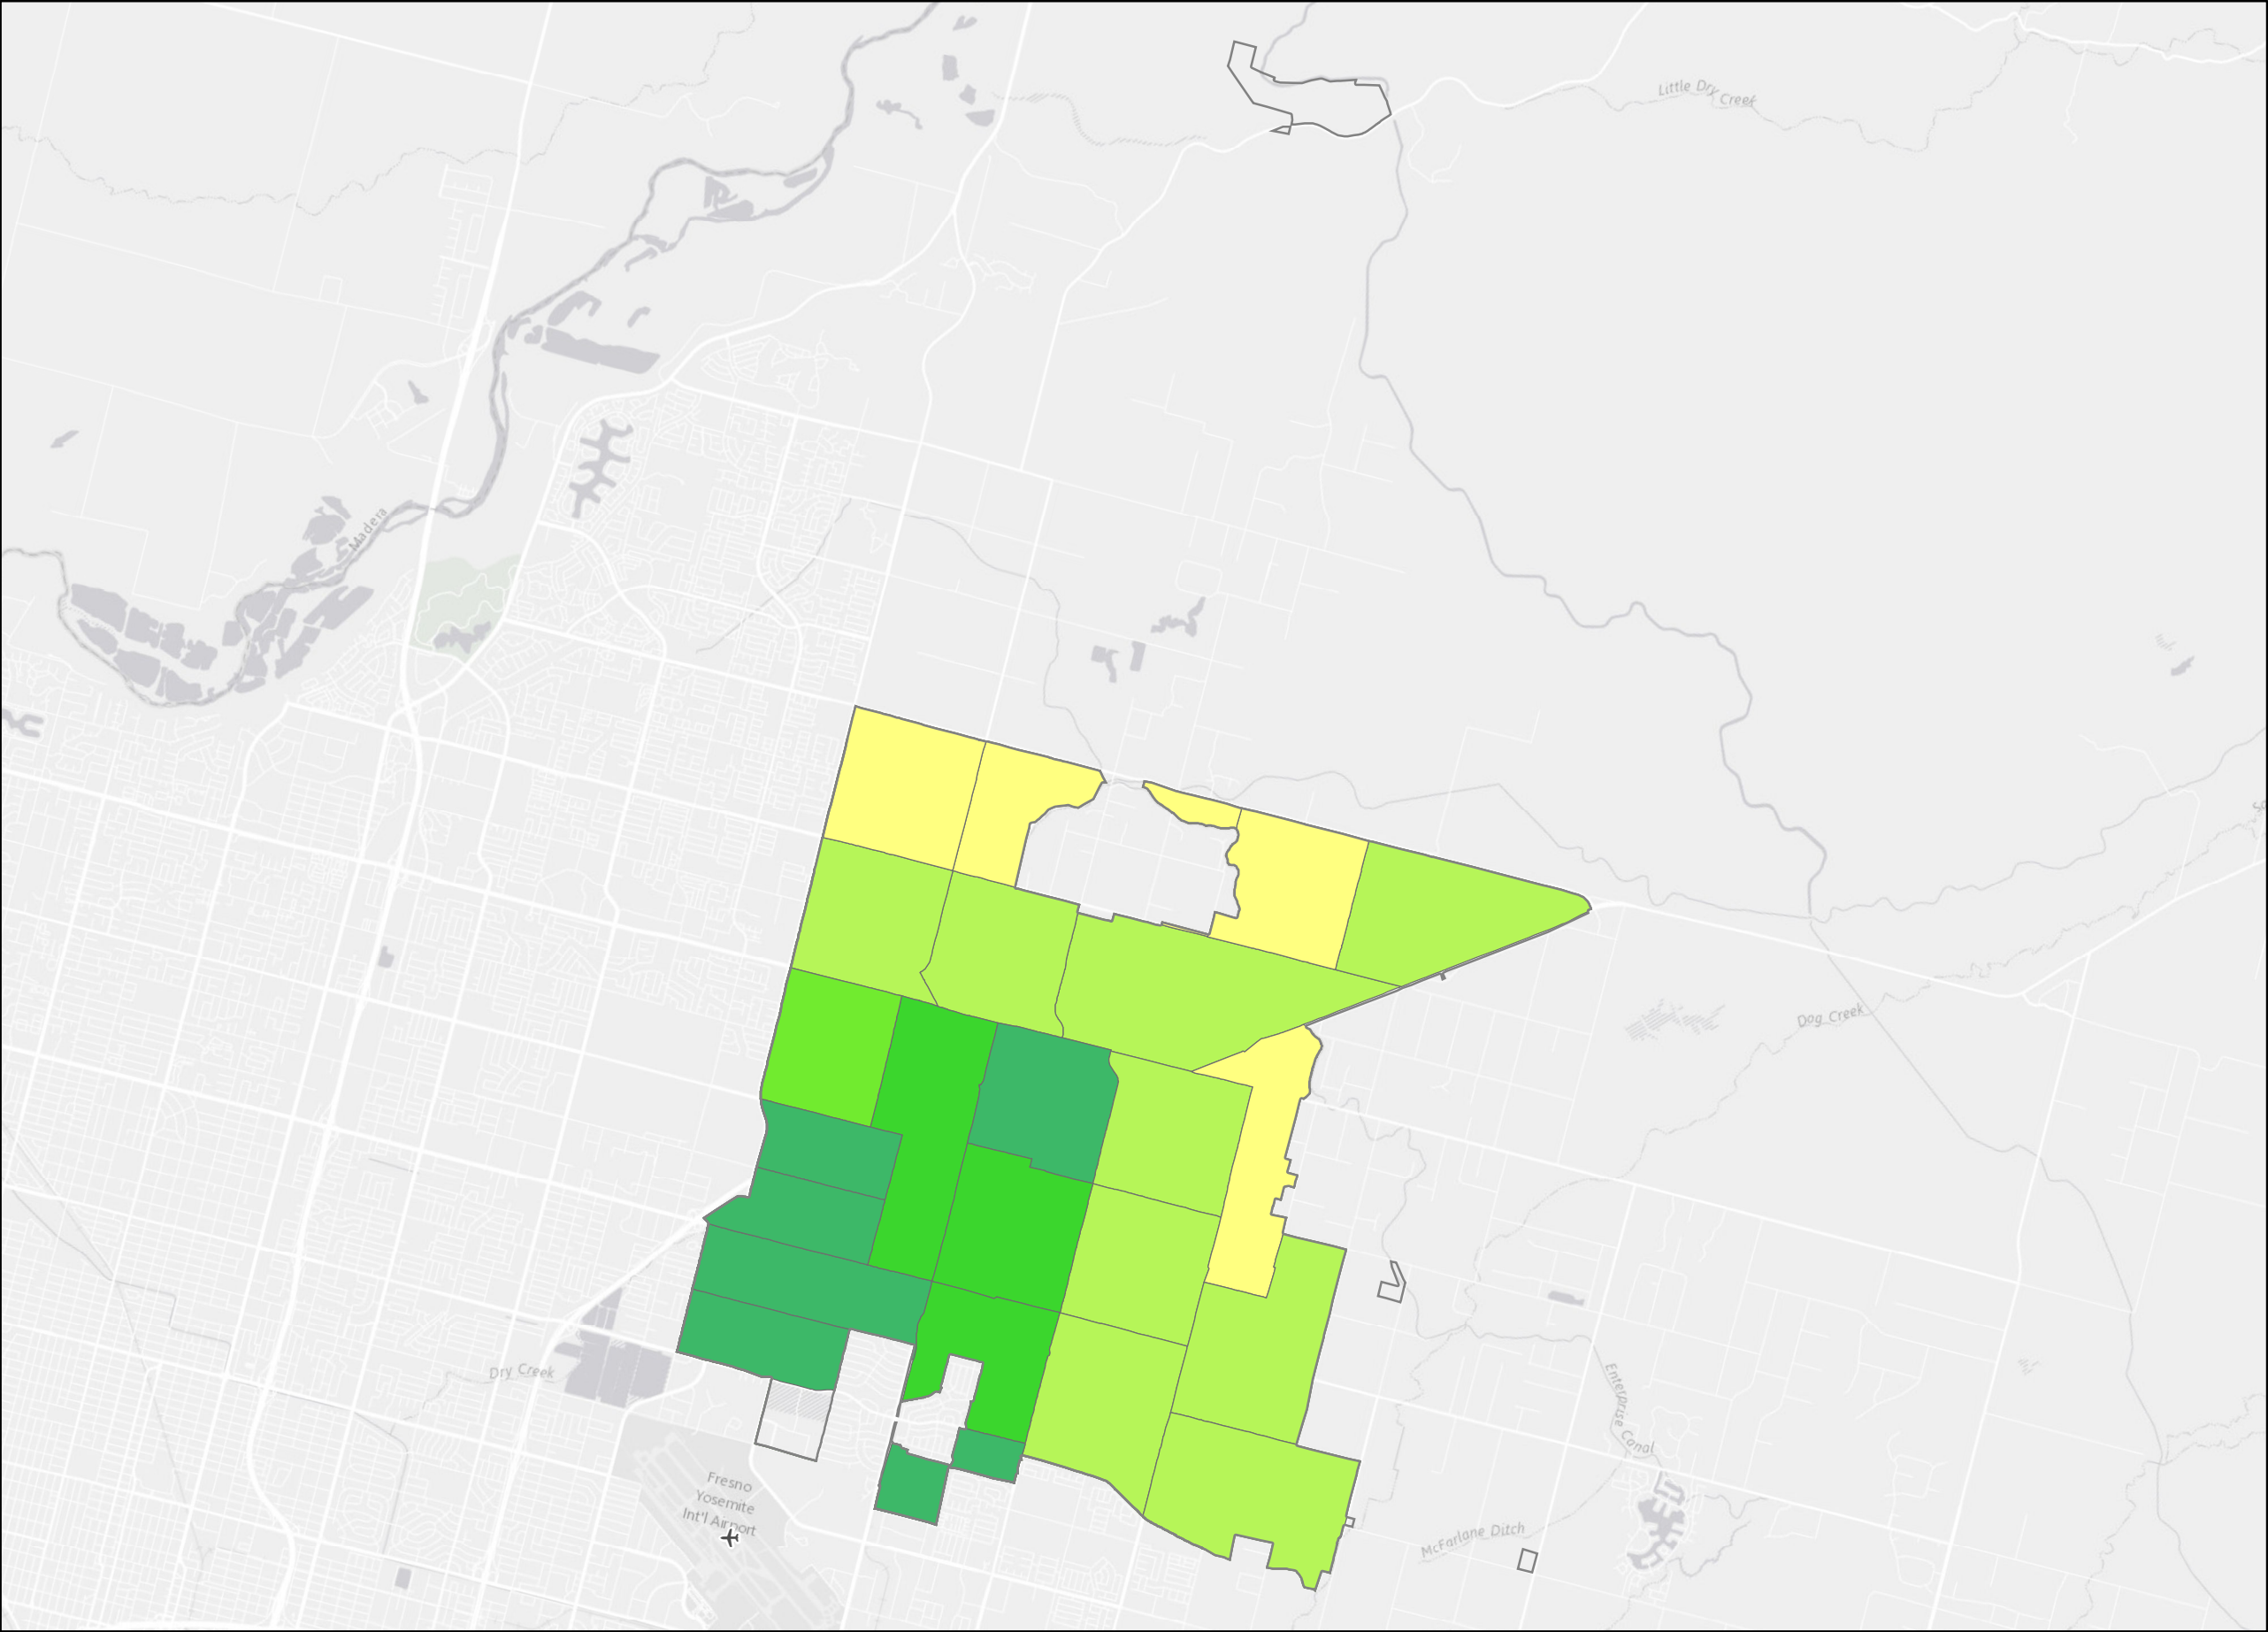 Little Dry Creek
Madera
Dog Creek
Dry Creek
Enterprise Canal
Fresno
Yosemite
Int'l Airport
McFarlane Ditch